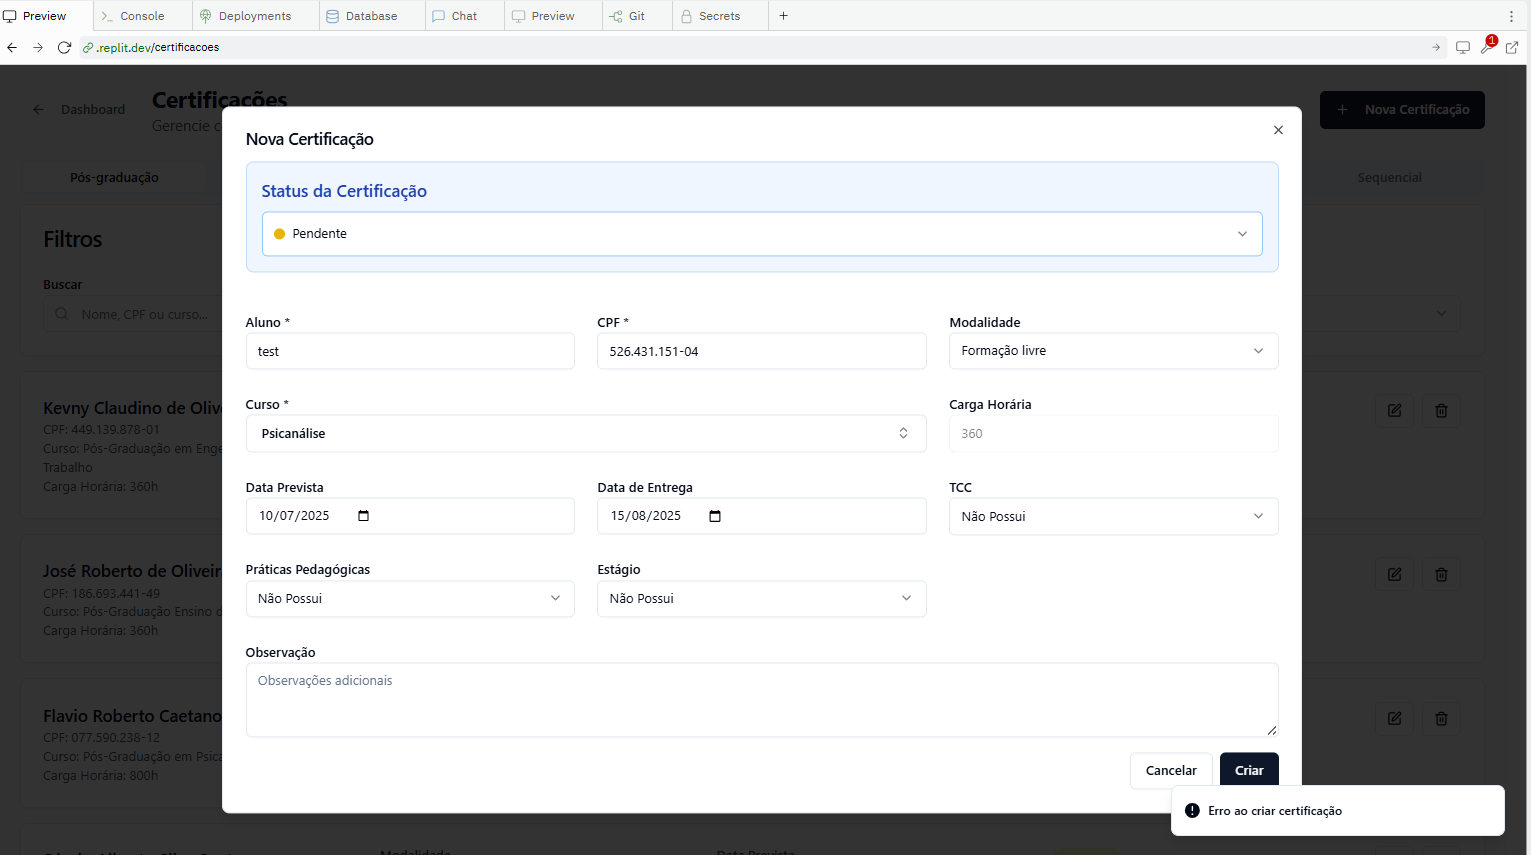 Preview
Console
Deployments
Database
Chat
Preview
Git
Secrets
.replit.dev/certificacoes
1
Dashboard
Certificações
Gerencie
Nova Certificação
Pós-graduação
Sequencial
Filtros
Buscar
Nome, CPF ou curso...
Kevny Claudino de
CPF: 449.139.878-01
Curso: Pós-Graduação em
Trabalho
Carga Horária: 360h
José Roberto de
CPF: 186.693.441-49
Curso: Pós-Graduação Ensino
Carga Horária: 360h
Flavio Roberto Caetano
CPF: 077.590.238-12
Curso: Pós-Graduação em
Carga Horária: 800h
Modalidade
Data Prevista
Nova Certificação
Status da Certificação
Pendente
Aluno *
CPF *
Modalidade
test
526.431.151-04
Formação livre
Curso *
Carga Horária
Psicanálise
360
Data Prevista
Data de Entrega
TCC
10/07/2025
15/08/2025
Não Possui
Práticas Pedagógicas
Estágio
Não Possui
Não Possui
Observação
Observações adicionais
Cancelar
Criar
Erro ao criar certificação